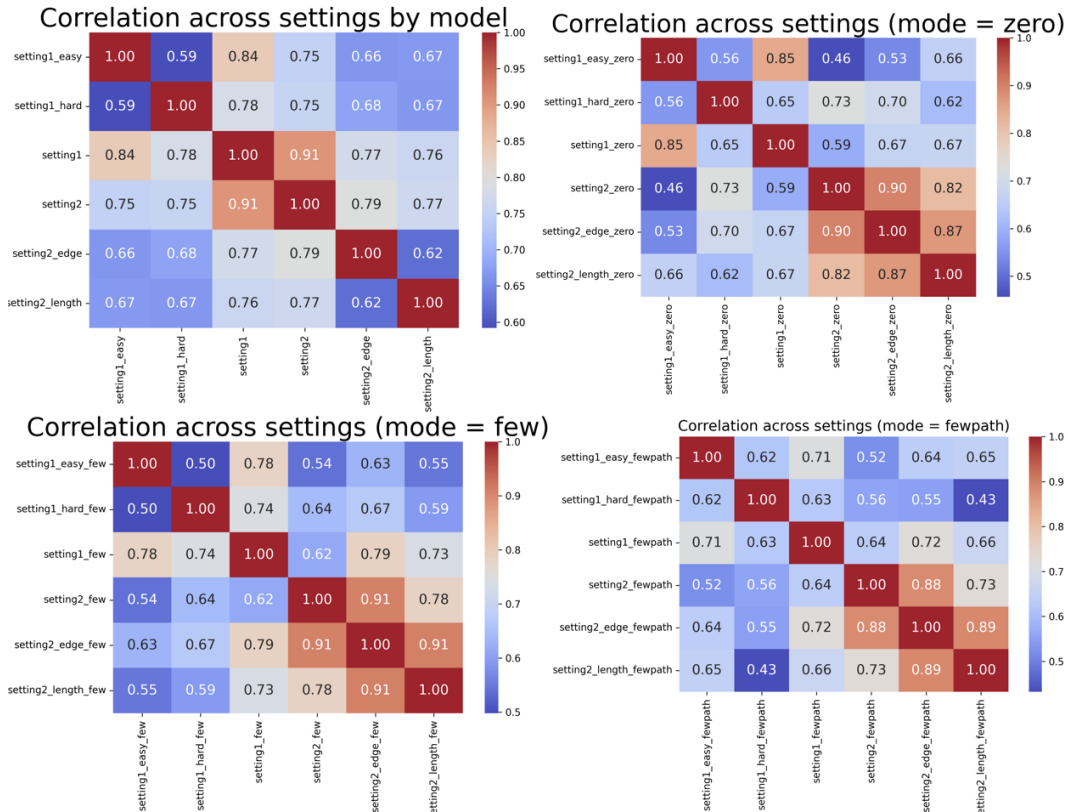 Correlation across settings by model
setting1_easy 1.00 0.59 0.84 0.75 0.66 0.67
setting1_hard 0.59 1.00 0.78 0.75 0.68 0.67
setting1 0.84 0.78 1.00 0.91 0.77 0.76
setting2 0.75 0.75 0.91 1.00 0.79 0.77
setting2_edge 0.66 0.68 0.77 0.79 1.00 0.62
setting2_length 0.67 0.67 0.76 0.77 0.62 1.00
setting1_easy setting1_hard setting1 setting2 setting2_edge setting2_length
1.00
0.95
0.90
0.85
0.80
0.75
0.70
0.65
0.60
Correlation across settings (mode = zero)
setting1_easy_zero 1.00 0.56 0.85 0.46 0.53 0.66
setting1_hard_zero 0.56 1.00 0.65 0.73 0.70 0.62
setting1_zero 0.85 0.65 1.00 0.59 0.67 0.67
setting2_zero 0.46 0.73 0.59 1.00 0.90 0.82
setting2_edge_zero 0.53 0.70 0.67 0.90 1.00 0.87
setting2_length_zero 0.66 0.62 0.67 0.82 0.87 1.00
setting1_easy_zero setting1_hard_zero setting1_zero setting2_zero setting2_edge_zero setting2_length_zero
1.0
0.9
0.8
0.7
0.6
0.5
Correlation across settings (mode = few)
setting1_easy_few 1.00 0.50 0.78 0.54 0.63 0.55
setting1_hard_few 0.50 1.00 0.74 0.64 0.67 0.59
setting1_few 0.78 0.74 1.00 0.62 0.79 0.73
setting2_few 0.54 0.64 0.62 1.00 0.91 0.78
setting2_edge_few 0.63 0.67 0.79 0.91 1.00 0.91
setting2_length_few 0.55 0.59 0.73 0.78 0.91 1.00
setting1_easy_few setting1_hard_few setting1_few setting2_few setting2_edge_few setting2_length_few
1.0
0.9
0.8
0.7
0.6
0.5
Correlation across settings (mode = fewpath)
setting1_easy_fewpath 1.00 0.62 0.71 0.52 0.64 0.65
setting1_hard_fewpath 0.62 1.00 0.63 0.56 0.55 0.43
setting1_fewpath 0.71 0.63 1.00 0.64 0.72 0.66
setting2_fewpath 0.52 0.56 0.64 1.00 0.88 0.73
setting2_edge_fewpath 0.64 0.55 0.72 0.88 1.00 0.89
setting2_length_fewpath 0.65 0.43 0.66 0.73 0.89 1.00
setting1_easy_fewpath setting1_hard_fewpath setting1_fewpath setting2_fewpath setting2_edge_fewpath setting2_length_fewpath
1.0
0.9
0.8
0.7
0.6
0.5